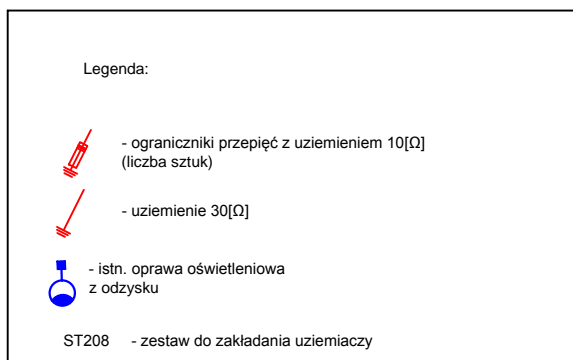 Legenda:
- ograniczniki przepięć z uziemieniem 10[Ω]
(liczba sztuk)
- uziemienie 30[Ω]
- istn. oprawa oświetleniowa
z odzysku
ST208 - zestaw do zakładania uziemiaczy